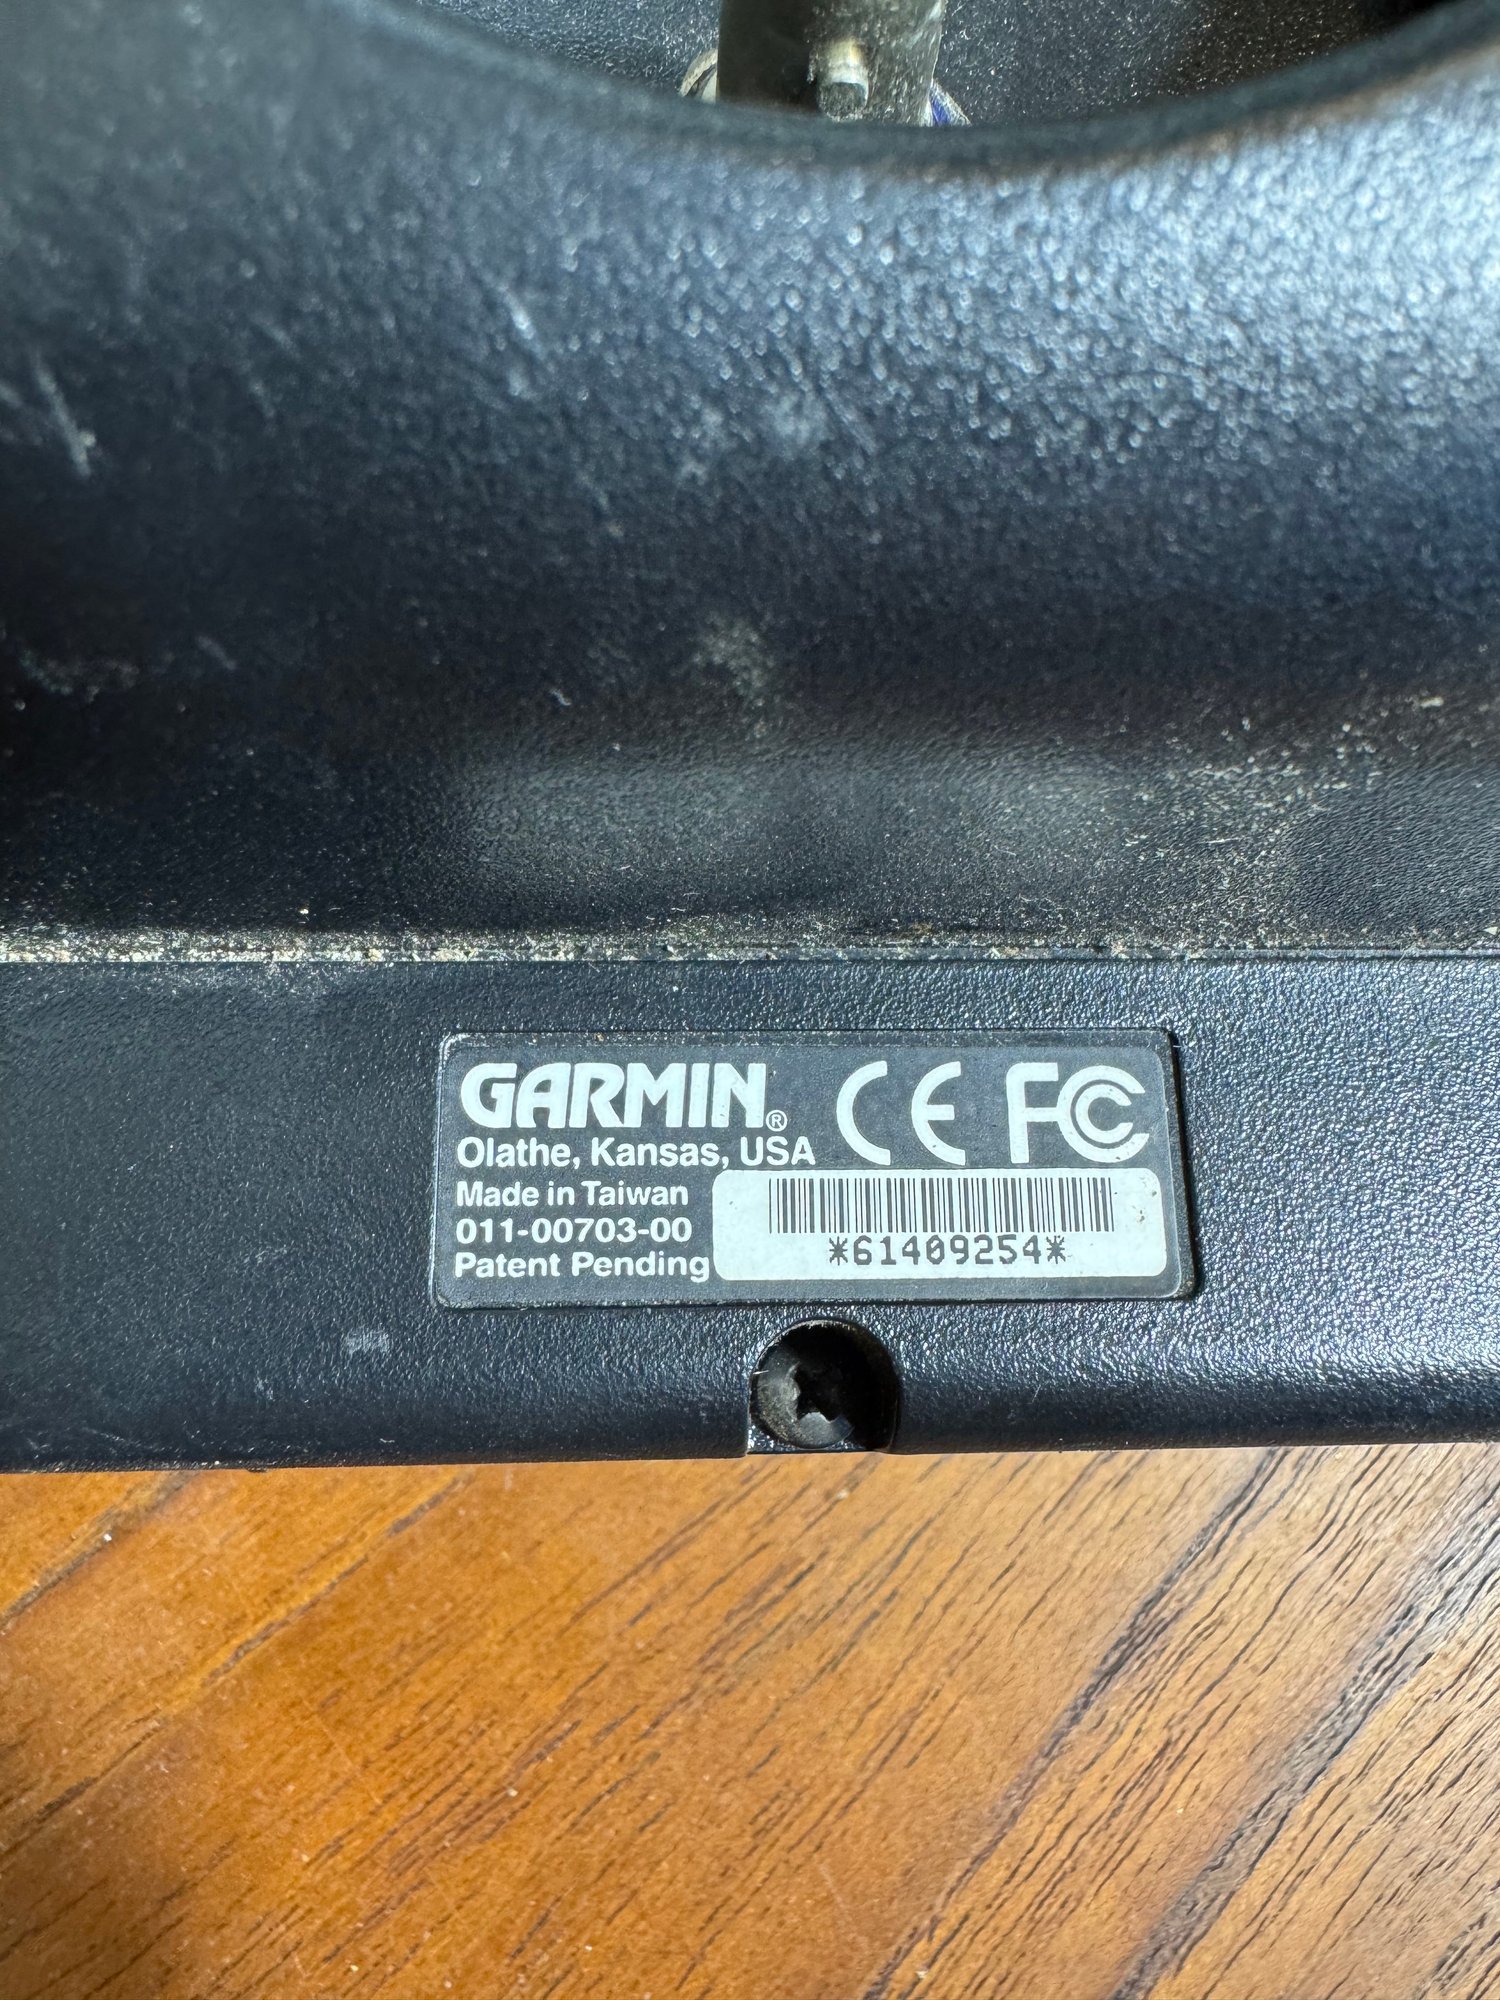 GARMIN® CE FC
Olathe, Kansas, USA
Made in Taiwan
011-00703-00
Patent Pending
*61409254*